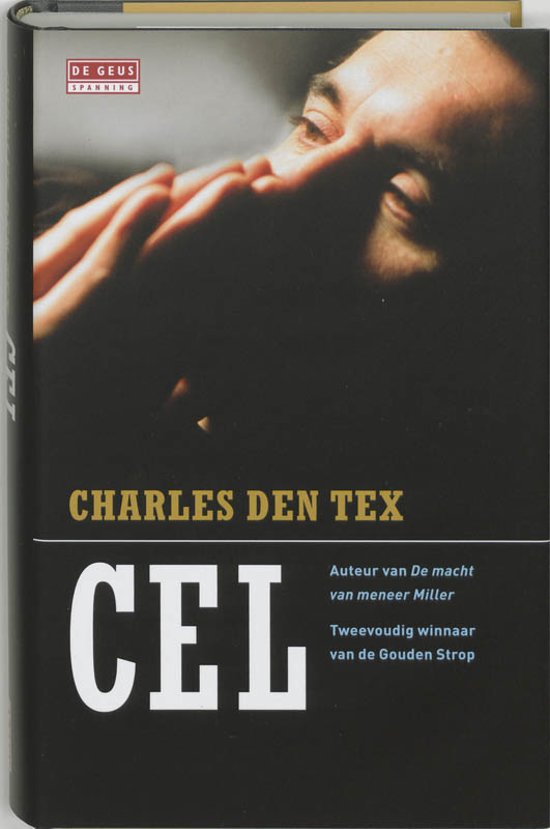 DE GEUS
SPANNING
CEL
CHARLES DEN TEX
CEL
Auteur van De macht
van meneer Miller
Tweevoudig winnaar
van de Gouden Strop